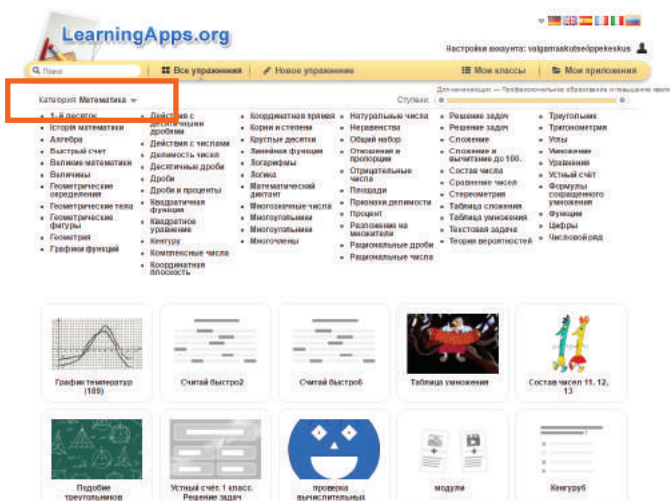 LearningApps.org
Настройки аккаунта: valgamaakutseõppekeskus
Поиск
Все упражнения
Новое упражнение
Мои классы
Мои приложения
Категория: Математика
Ступени:
Для начинающих — Профессиональное образование и повышение
1-й десяток
Історія математики
Алгебра
Быстрый счет
Великие математики
Величины
Геометрические
определения
Геометрические тела
Геометрические
фигуры
Геометрия
Графики функций
Действия с
десятичными
дробями
Действия с числами
Делимость чисел
Десятичные дроби
Дроби
Дроби и проценты
Квадратичная
функция
Квадратное
уравнение
Кенгуру
Комплексные числа
Координатная
плоскость
Координатная прямая
Корни и степени
Круглые десятки
Линейная функция
Логарифмы
Логика
Математический
диктант
Многозначные числа
Многоугольники
Многоугольники
Многочлены
Натуральные числа
Неравенства
Общий набор
Отношения и
пропорции
Отрицательные
числа
Площади
Признаки делимости
Процент
Разложение на
множители
Рациональные дроби
Рациональные числа
Решение задач
Решение задач
Сложение
Сложение и
вычитание до 100.
Состав числа
Сравнение чисел
Стереометрия
Таблица сложения
Таблица умножения
Текстовая задача
Теория вероятностей
Треугольник
Тригонометрия
Углы
Умножение
Уравнения
Устный счёт
Формулы
сокращенного
умножения
Функции
Цифры
Числовой ряд
График температур
(189)
Считай быстро2
Считай быстро6
Таблица умножения
Состав чисел 11, 12,
13
Подобие
треугольников
Устный счёт. 1 класс.
Решение задач
проверка
вычислительных
модули
Кенгуру6